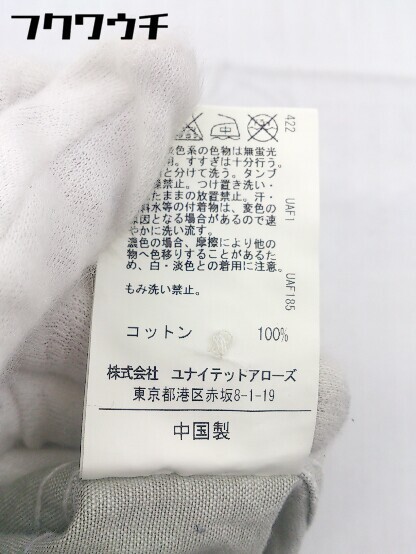 フクワウチ
422
UAF1
UAF185
色系の色物は無蛍光
すすぎは十分行う。
と分けて洗う。タンブ
禁止。つけ置き洗い・
たままの放置禁止。汗・
料水等の付着物は、変色の
因となる場合があるので速
やかに洗い流す。
濃色の場合、摩擦により他の
物へ色移りすることがあるた
め、白・淡色との着用に注意。
もみ洗い禁止。
コットン 100%
株式会社 ユナイテットアローズ
東京都港区赤坂8-1-19
中国製